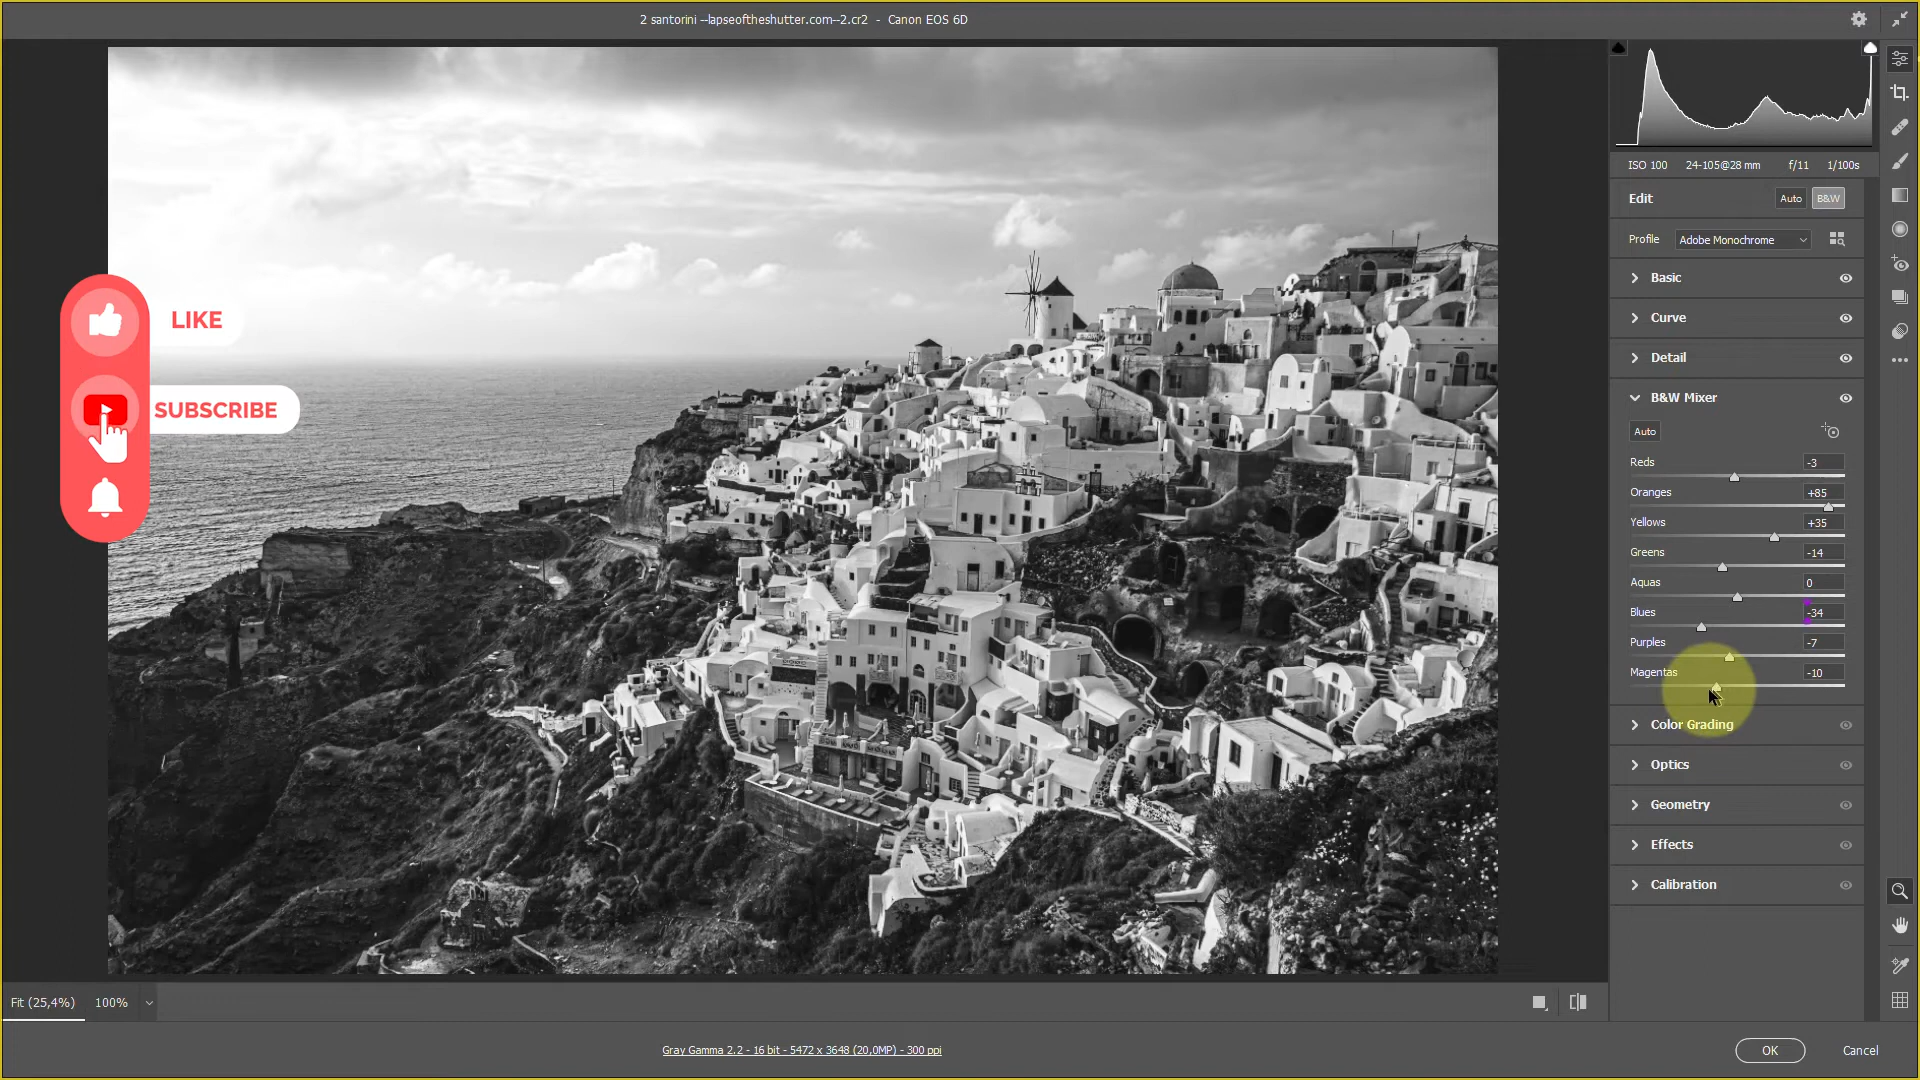 2 santorini --lapseoftheshutter.com--2.cr2 - Canon EOS 6D
ISO 100 24-105@28 mm f/11 1/100s
Edit Auto B&W
Profile Adobe Monochrome
Basic
Curve
Detail
B&W Mixer
Auto
Reds -3
Oranges +85
Yellows +35
Greens -14
Aquas 0
Blues -34
Purples -7
Magentas -10
Color Grading
Optics
Geometry
Effects
Calibration
LIKE
SUBSCRIBE
Fit (25,4%) 100%
Gray Gamma 2.2 - 16 bit - 5472 x 3648 (20,0MP) - 300 ppi
OK Cancel